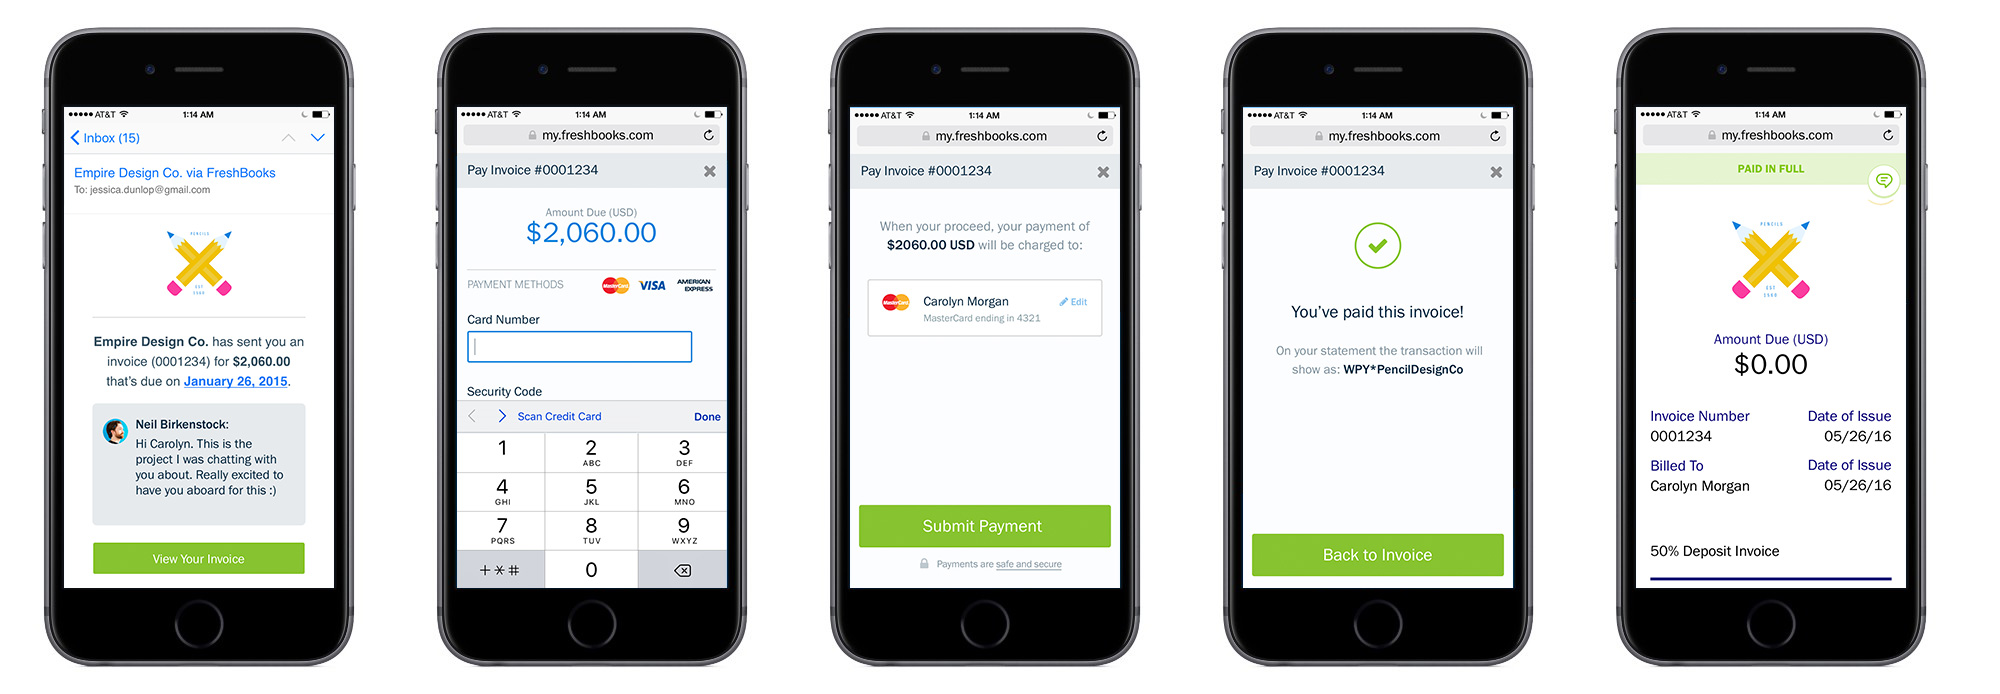 AT&T 1:14 AM
Inbox (15)
Empire Design Co. via FreshBooks
To: jessica.dunlop@gmail.com
PENCILS
EST
Empire Design Co. has sent you an
invoice (0001234) for $2,060.00
that's due on January 26, 2015.
Neil Birkenstock:
Hi Carolyn. This is the
project I was chatting with
you about. Really excited to
have you aboard for this :)
View Your Invoice
AT&T 1:14 AM
my.freshbooks.com
Pay Invoice #0001234
Amount Due (USD)
$2,060.00
PAYMENT METHODS MasterCard VISA AMERICAN EXPRESS
Card Number
Security Code
Scan Credit Card Done
1 2 3
ABC DEF
4 5 6
GHI JKL MNO
7 8 9
PQRS TUV WXYZ
+*# 0
AT&T 1:14 AM
my.freshbooks.com
Pay Invoice #0001234
When your proceed, your payment of
$2060.00 USD will be charged to:
MasterCard Carolyn Morgan Edit
MasterCard ending in 4321
Submit Payment
Payments are safe and secure
AT&T 1:14 AM
my.freshbooks.com
Pay Invoice #0001234
You've paid this invoice!
On your statement the transaction will
show as: WPY*PencilDesignCo
Back to Invoice
AT&T 1:14 AM
my.freshbooks.com
PAID IN FULL
PENCILS
EST
Amount Due (USD)
$0.00
Invoice Number Date of Issue
0001234 05/26/16
Billed To Date of Issue
Carolyn Morgan 05/26/16
50% Deposit Invoice